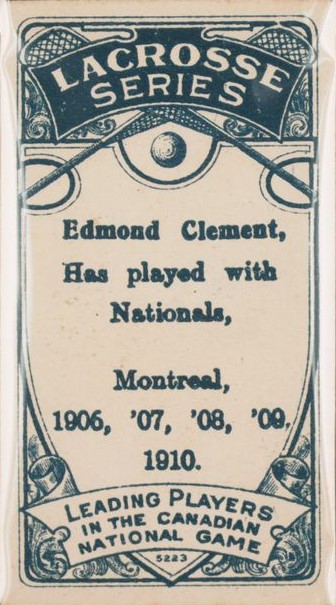 LACROSSE
SERIES
Edmond Clement,
Has played with
Nationals,
Montreal,
1906, '07, '08, '09,
1910.
LEADING PLAYERS
IN THE CANADIAN
NATIONAL GAME
5223